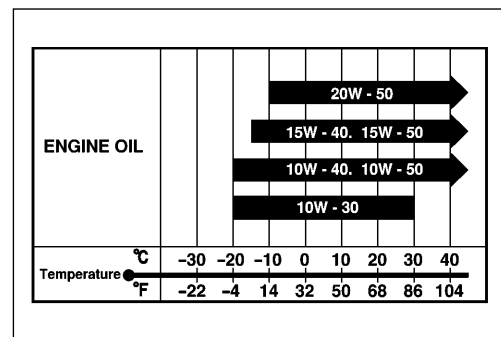 20W - 50
15W - 40. 15W - 50
ENGINE OIL
10W - 40. 10W - 50
10W - 30
°C −30 −20 −10 0 10 20 30 40
Temperature
°F −22 −4 14 32 50 68 86 104